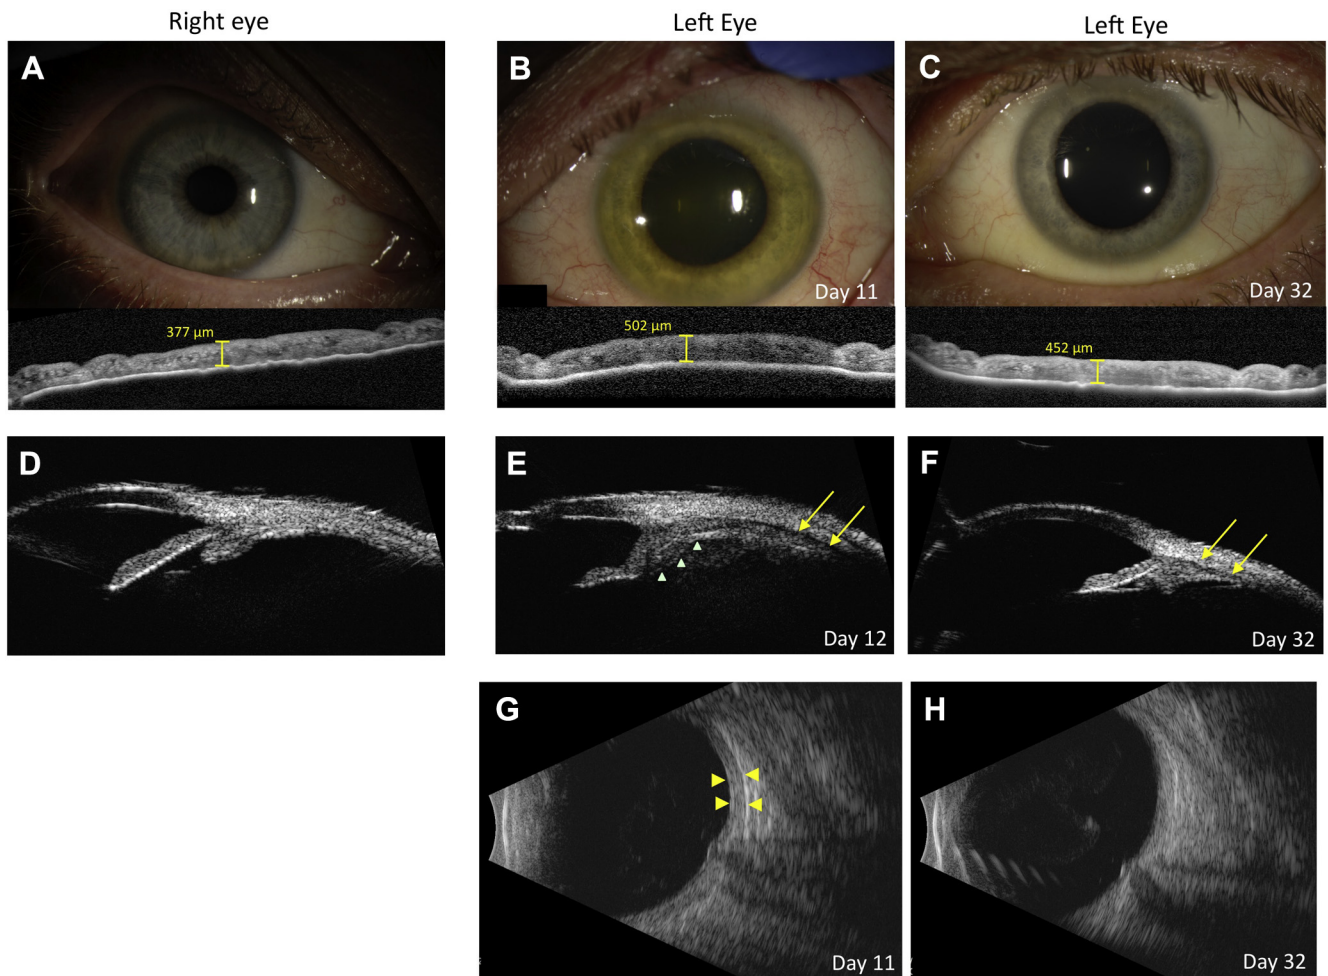 Right eye
Left Eye
Left Eye
A
B
C
Day 11
Day 32
377 μm
502 μm
452 μm
D
E
F
Day 12
Day 32
G
H
Day 11
Day 32